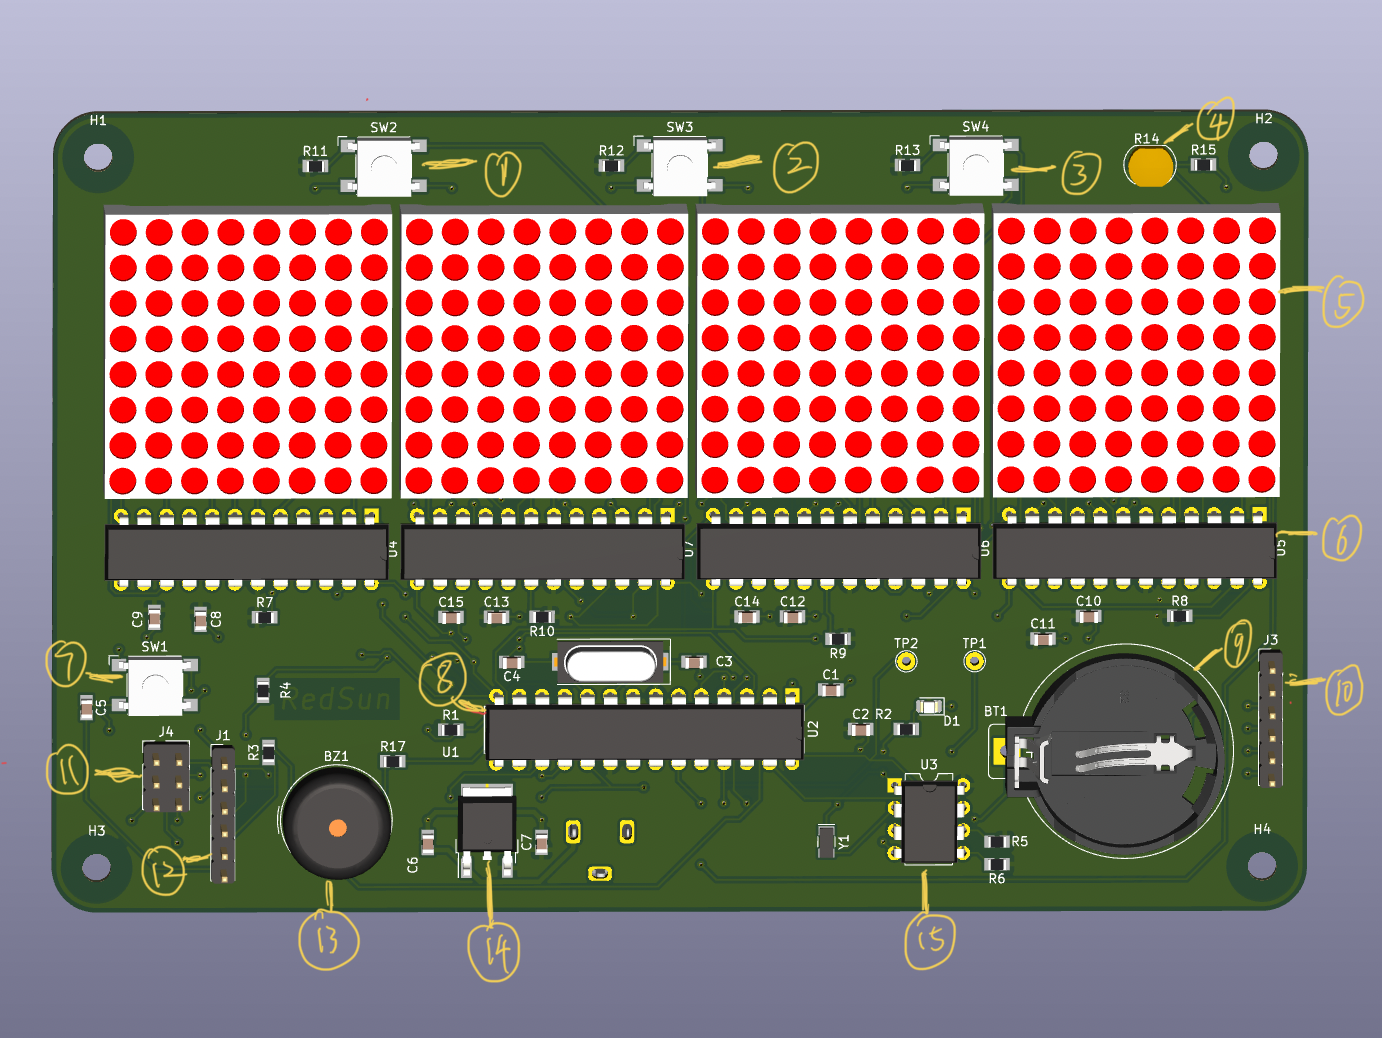 H1
SW2
SW3
SW4
H2
R11
R12
R13
R14
R15
④
①
②
③
⑤
U4
U7
U6
U5
⑥
C9
C8
R7
C15
C13
R10
C14
C12
R9
C10
R8
C11
TP2
TP1
J3
⑨
SW1
⑦
C4
C3
⑧
C1
⑩
C5
R4
RedSun
R1
U1
U2
C2
R2
D1
BT1
J4
J1
R3
BZ1
R17
U3
⑪
H3
C6
C7
Y1
R5
R6
H4
⑫
⑬
⑭
⑮